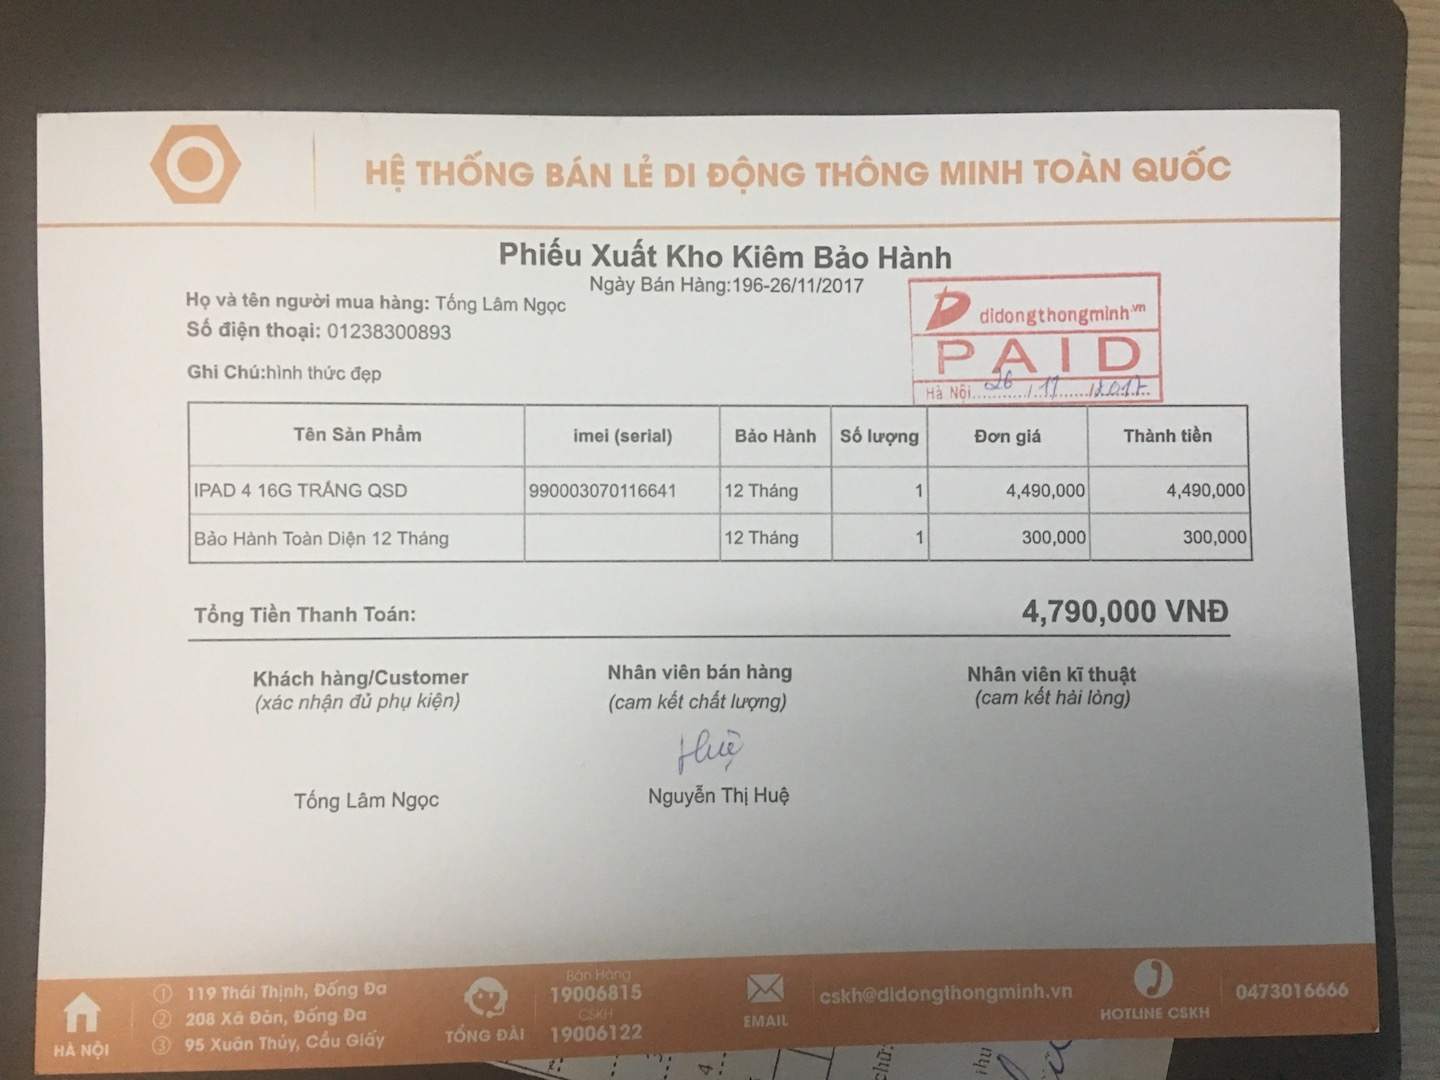 HỆ THỐNG BÁN LẺ DI ĐỘNG THÔNG MINH TOÀN QUỐC
Phiếu Xuất Kho Kiêm Bảo Hành
Ngày Bán Hàng:196-26/11/2017
Họ và tên người mua hàng: Tống Lâm Ngọc
Số điện thoại: 01238300893
Ghi Chú:hình thức đẹp
didongthongminh.vn
PAID
Hà Nội 26/11/2017
Tên Sản Phẩm imei (serial) Bảo Hành Số lượng Đơn giá Thành tiền
IPAD 4 16G TRẮNG QSD 990003070116641 12 Tháng 1 4,490,000 4,490,000
Bảo Hành Toàn Diện 12 Tháng 12 Tháng 1 300,000 300,000
Tổng Tiền Thanh Toán: 4,790,000 VNĐ
Khách hàng/Customer Nhân viên bán hàng Nhân viên kĩ thuật
(xác nhận đủ phụ kiện) (cam kết chất lượng) (cam kết hài lòng)
Huệ
Tống Lâm Ngọc Nguyễn Thị Huệ
HÀ NỘI
1 119 Thái Thịnh, Đống Đa
2 208 Xã Đàn, Đống Đa
3 95 Xuân Thủy, Cầu Giấy
TỔNG ĐÀI
Bán Hàng
19006815
CSKH
19006122
EMAIL
cskh@didongthongminh.vn
HOTLINE CSKH
0473016666